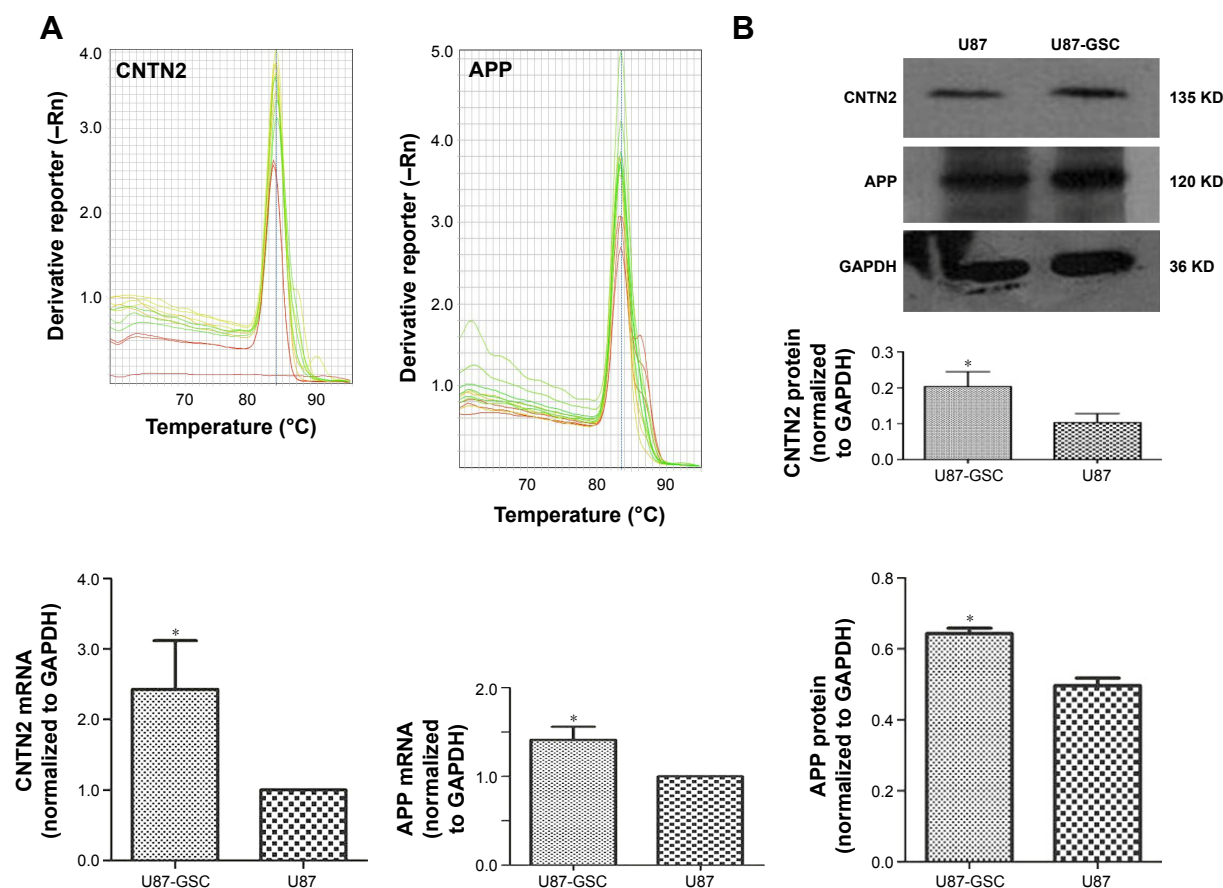 A
CNTN2
4.0
3.0
2.0
1.0
Derivative reporter (–Rn)
70 80 90
Temperature (°C)
APP
5.0
4.0
3.0
2.0
1.0
Derivative reporter (–Rn)
70 80 90
Temperature (°C)
CNTN2 mRNA
(normalized to GAPDH)
4.0
3.0
2.0
1.0
0.0
*
U87-GSC U87
APP mRNA
(normalized
to GAPDH)
2.0
1.0
0.0
*
U87-GSC U87
B
U87 U87-GSC
CNTN2 135 KD
APP 120 KD
GAPDH 36 KD
CNTN2 protein
(normalized
to GAPDH)
0.3
0.2
0.1
0.0
*
U87-GSC U87
APP protein
(normalized to GAPDH)
0.8
0.6
0.4
0.2
0.0
*
U87-GSC U87